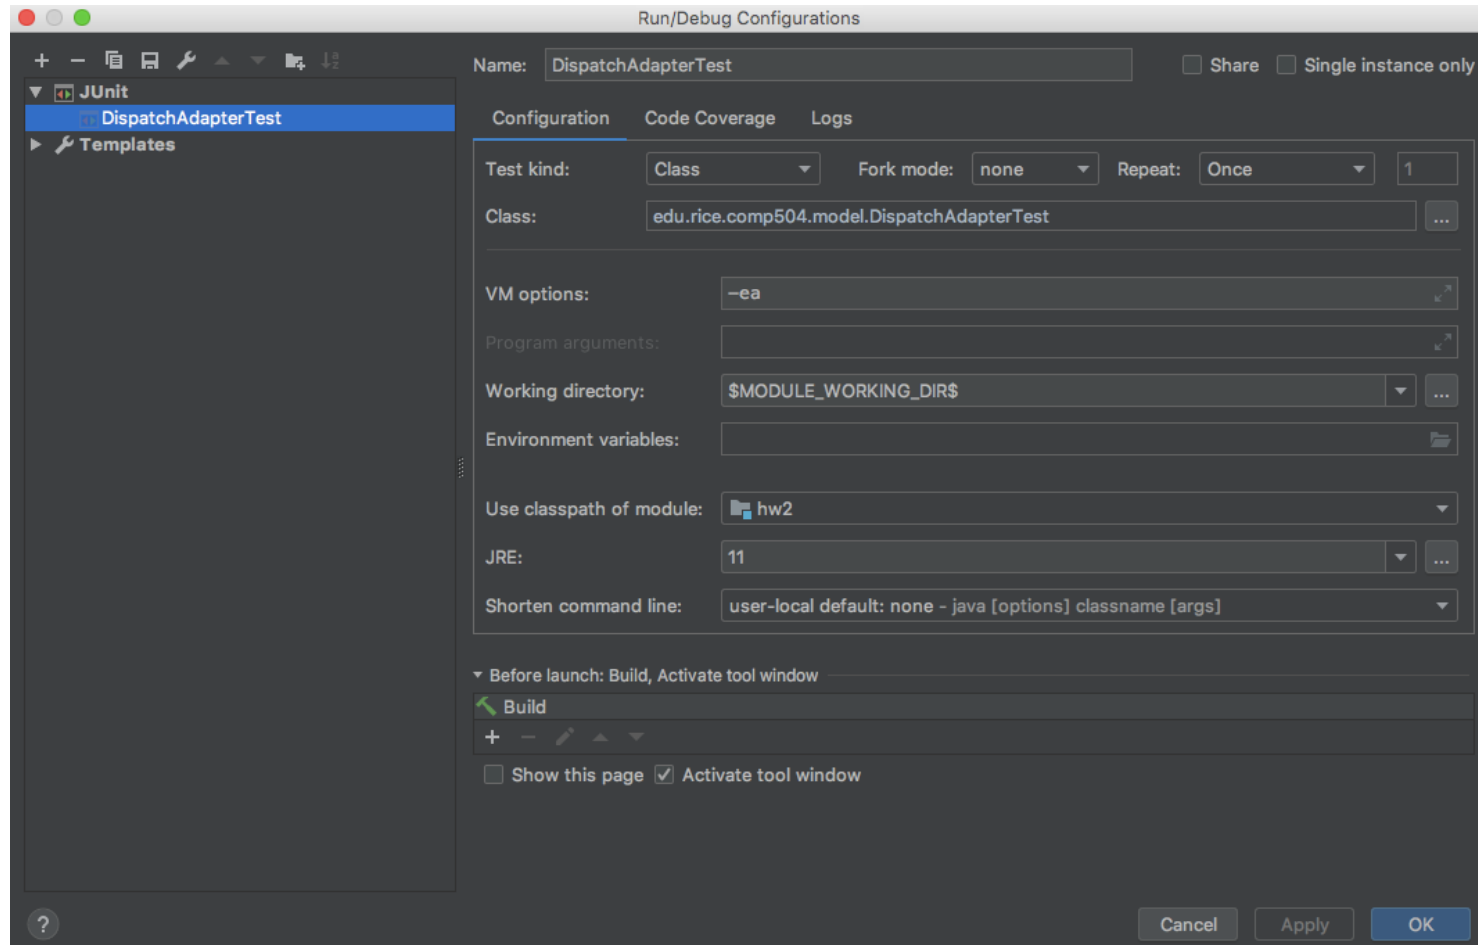 Run/Debug Configurations
Name: DispatchAdapterTest Share Single instance only
JUnit
DispatchAdapterTest
Templates
Configuration Code Coverage Logs
Test kind: Class Fork mode: none Repeat: Once 1
Class: edu.rice.comp504.model.DispatchAdapterTest ...
VM options: -ea
Program arguments:
Working directory: $MODULE_WORKING_DIR$ ...
Environment variables:
Use classpath of module: hw2
JRE: 11 ...
Shorten command line: user-local default: none - java [options] classname [args]
Before launch: Build, Activate tool window
Build
Show this page Activate tool window
? Cancel Apply OK